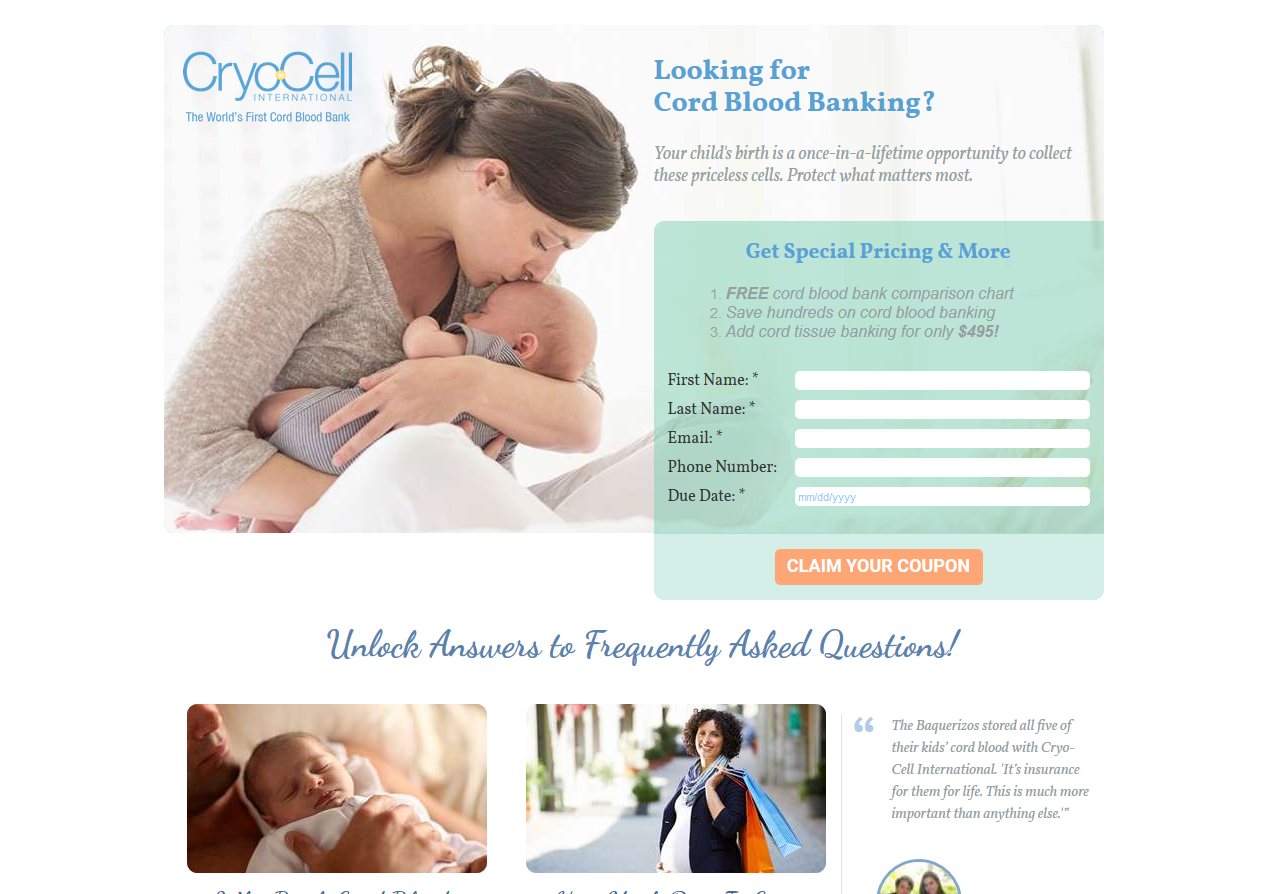 CryoCell
INTERNATIONAL
The World's First Cord Blood Bank
Looking for
Cord Blood Banking?
Your child's birth is a once-in-a-lifetime opportunity to collect
these priceless cells. Protect what matters most.
Get Special Pricing & More
1. FREE cord blood bank comparison chart
2. Save hundreds on cord blood banking
3. Add cord tissue banking for only $495!
First Name: *
Last Name: *
Email: *
Phone Number:
Due Date: *
mm/dd/yyyy
CLAIM YOUR COUPON
Unlock Answers to Frequently Asked Questions!
“ The Baquerizos stored all five of
their kids’ cord blood with Cryo-
Cell International. 'It’s insurance
for them for life. This is much more
important than anything else.'”